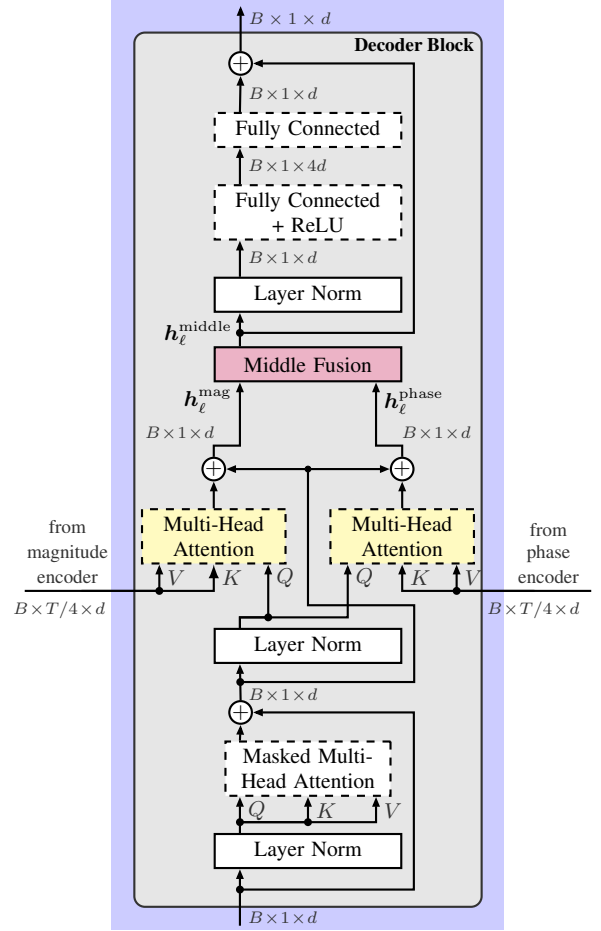 B × 1 × d
Decoder Block
B × 1 × d
Fully Connected
B × 1 × 4d
Fully Connected
+ ReLU
B × 1 × d
Layer Norm
h_ℓ^middle
Middle Fusion
h_ℓ^mag
h_ℓ^phase
B × 1 × d
B × 1 × d
Multi-Head
Attention
Multi-Head
Attention
from
magnitude
encoder
from
phase
encoder
V K Q Q K V
B × T/4 × d
B × T/4 × d
Layer Norm
B × 1 × d
Masked Multi-
Head Attention
Q K V
Layer Norm
B × 1 × d